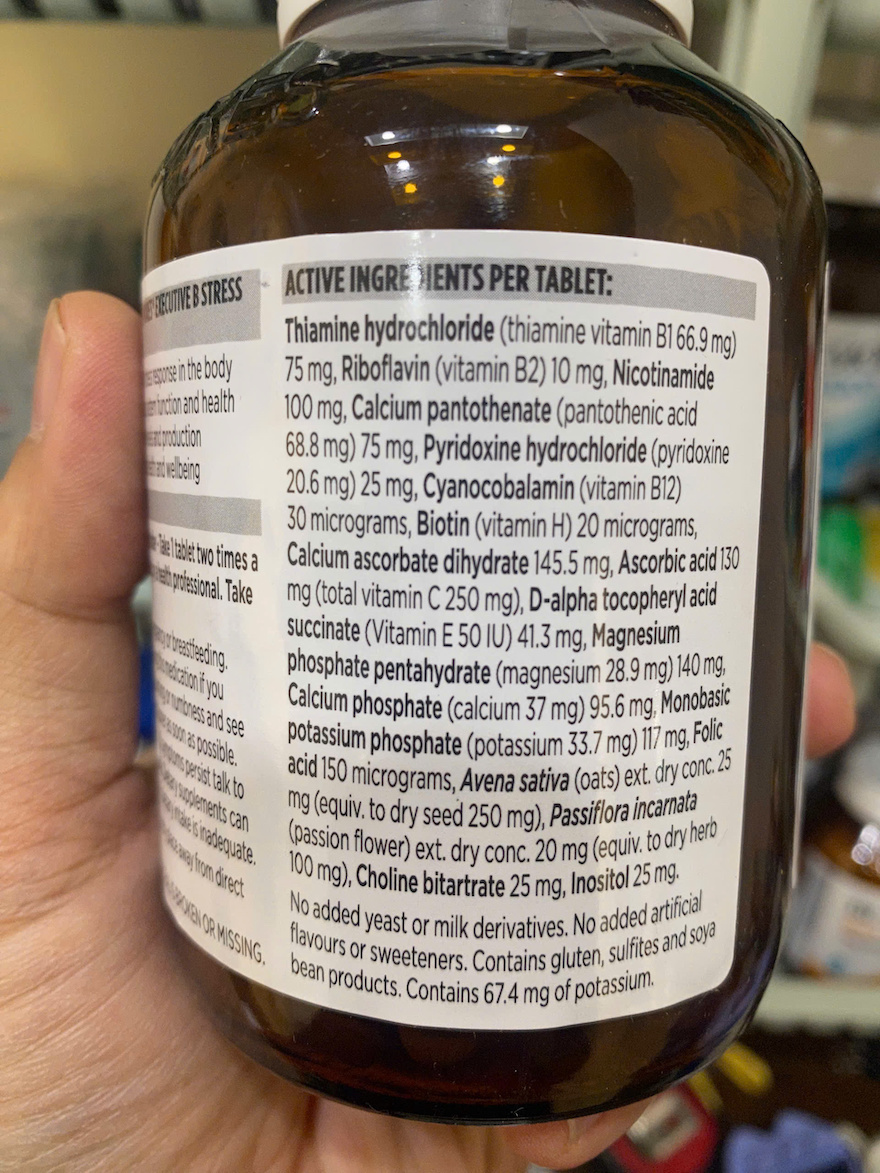 EXECUTIVE B STRESS
response in the body
function and health
and production
and wellbeing
Take 1 tablet two times a
health professional. Take
or breastfeeding.
medication if you
or numbness and see
as soon as possible.
persist talk to
supplements can
intake is inadequate.
away from direct
BROKEN OR MISSING.
ACTIVE INGREDIENTS PER TABLET:
Thiamine hydrochloride (thiamine vitamin B1 66.9 mg)
75 mg, Riboflavin (vitamin B2) 10 mg, Nicotinamide
100 mg, Calcium pantothenate (pantothenic acid
68.8 mg) 75 mg, Pyridoxine hydrochloride (pyridoxine
20.6 mg) 25 mg, Cyanocobalamin (vitamin B12)
30 micrograms, Biotin (vitamin H) 20 micrograms,
Calcium ascorbate dihydrate 145.5 mg, Ascorbic acid 130
mg (total vitamin C 250 mg), D-alpha tocopheryl acid
succinate (Vitamin E 50 IU) 41.3 mg, Magnesium
phosphate pentahydrate (magnesium 28.9 mg) 140 mg,
Calcium phosphate (calcium 37 mg) 95.6 mg, Monobasic
potassium phosphate (potassium 33.7 mg) 117 mg, Folic
acid 150 micrograms, Avena sativa (oats) ext. dry conc. 25
mg (equiv. to dry seed 250 mg), Passiflora incarnata
(passion flower) ext. dry conc. 20 mg (equiv. to dry herb
100 mg), Choline bitartrate 25 mg, Inositol 25 mg.
No added yeast or milk derivatives. No added artificial
flavours or sweeteners. Contains gluten, sulfites and soya
bean products. Contains 67.4 mg of potassium.